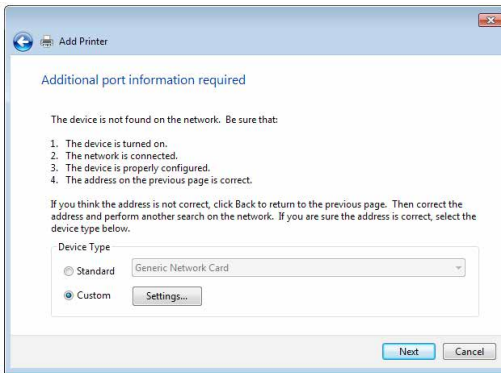 Add Printer
Additional port information required
The device is not found on the network. Be sure that:
1. The device is turned on.
2. The network is connected.
3. The device is properly configured.
4. The address on the previous page is correct.
If you think the address is not correct, click Back to return to the previous page. Then correct the
address and perform another search on the network. If you are sure the address is correct, select the
device type below.
Device Type
Standard Generic Network Card
Custom Settings...
Next Cancel